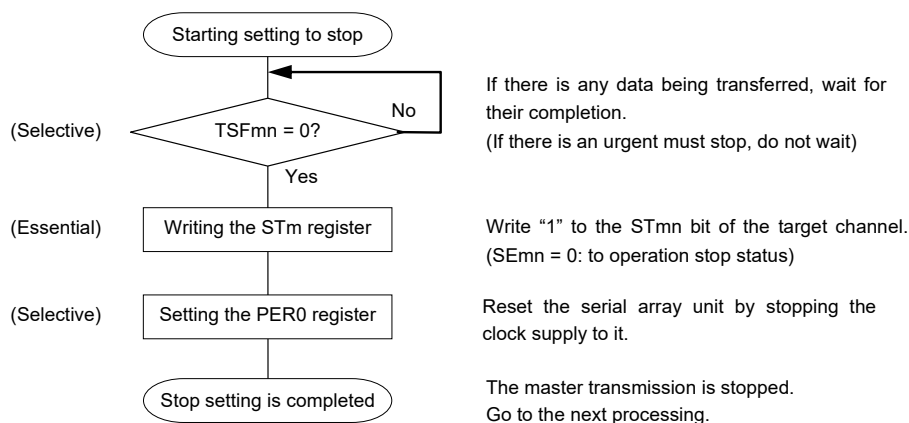 Starting setting to stop
If there is any data being transferred, wait for
their completion.
(If there is an urgent must stop, do not wait)
No
(Selective)
TSFmn = 0?
Yes
(Essential)
Writing the STm register
Write “1” to the STmn bit of the target channel.
(SEmn = 0: to operation stop status)
(Selective)
Setting the PER0 register
Reset the serial array unit by stopping the
clock supply to it.
Stop setting is completed
The master transmission is stopped.
Go to the next processing.